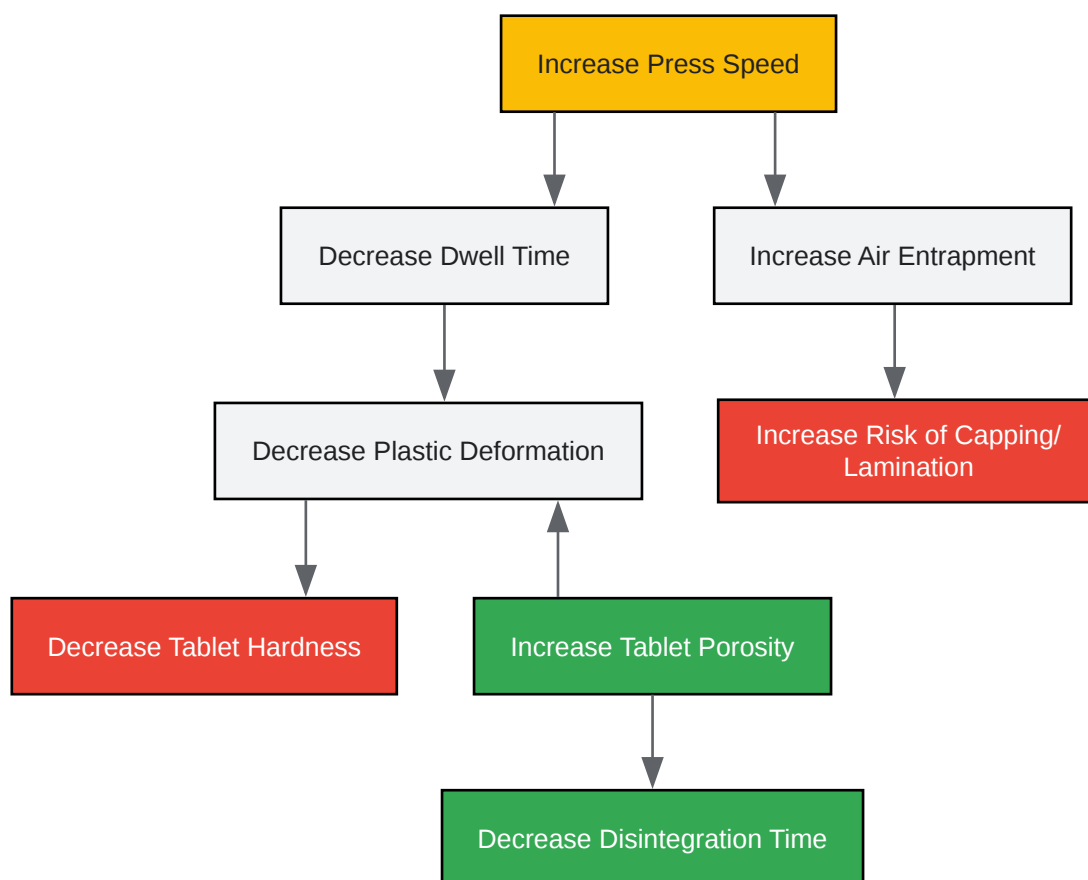 Increase Press Speed
Decrease Dwell Time
Increase Air Entrapment
Decrease Plastic Deformation
Increase Risk of Capping/
Lamination
Decrease Tablet Hardness
Increase Tablet Porosity
Decrease Disintegration Time